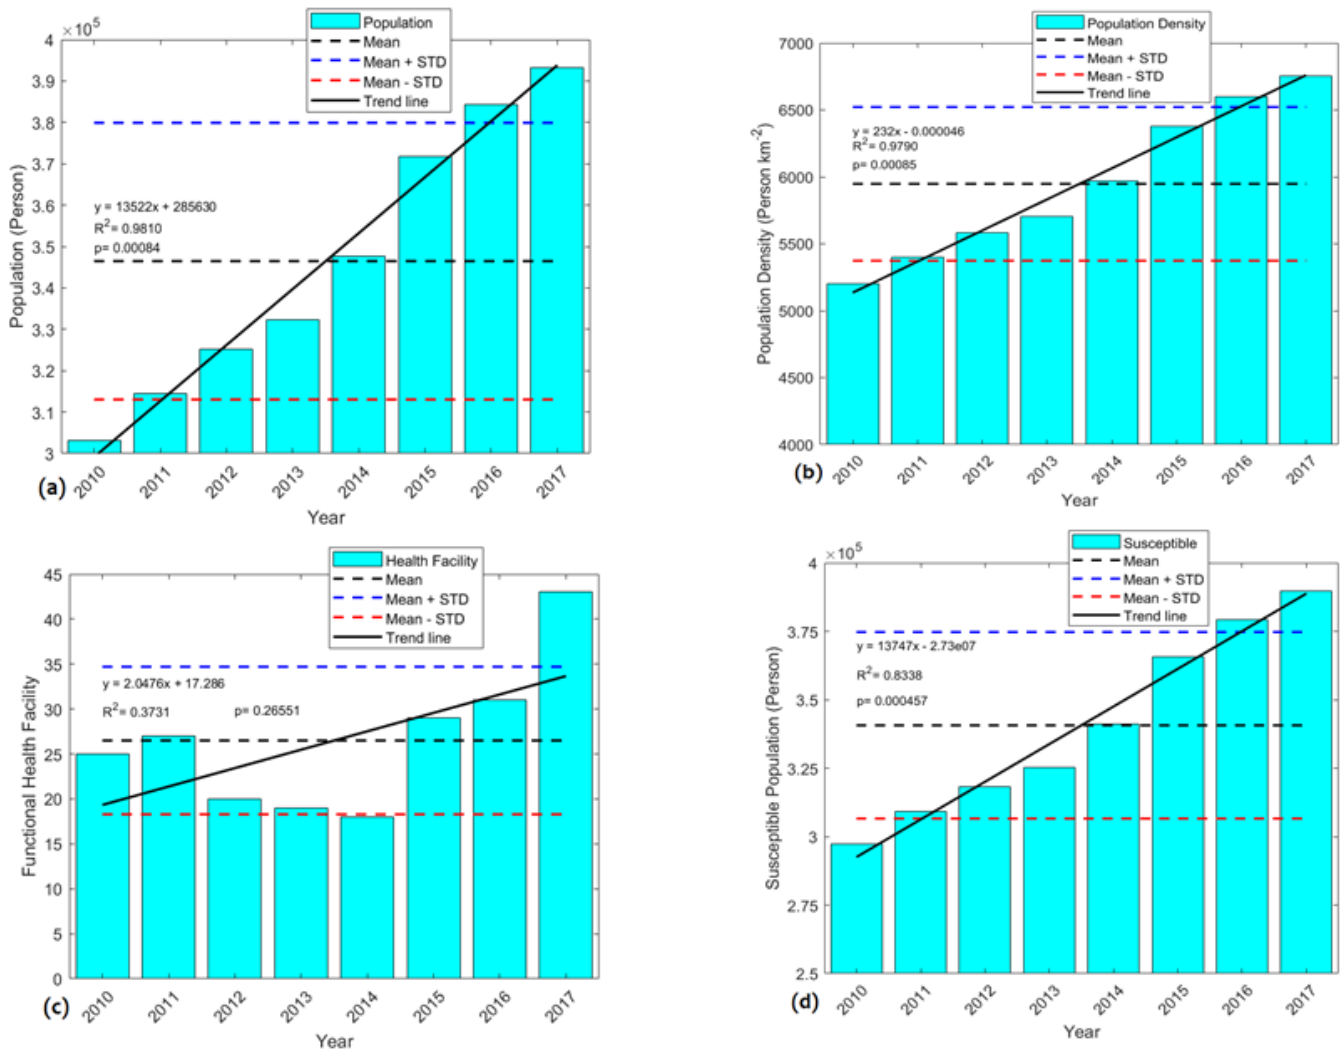 ×10^5
Population
Mean
Mean + STD
Mean - STD
Trend line
4
3.9
3.8
3.7
3.6
3.5
3.4
3.3
3.2
3.1
3
Population (Person)
y = 13522x + 285630
R^2= 0.9810
p= 0.00084
2010 2011 2012 2013 2014 2015 2016 2017
Year
(a)
Population Density
Mean
Mean + STD
Mean - STD
Trend line
7000
6500
6000
5500
5000
4500
4000
Population Density (Person km^-2)
y = 232x - 0.000046
R^2= 0.9790
p= 0.00085
2010 2011 2012 2013 2014 2015 2016 2017
Year
(b)
Health Facility
Mean
Mean + STD
Mean - STD
Trend line
45
40
35
30
25
20
15
10
5
0
Functional Health Facility
y = 2.0476x + 17.286
R^2= 0.3731 p= 0.26551
2010 2011 2012 2013 2014 2015 2016 2017
Year
(c)
×10^5
Susceptible
Mean
Mean + STD
Mean - STD
Trend line
4
3.75
3.5
3.25
3
2.75
2.5
Susceptible Population (Person)
y = 13747x - 2.73e07
R^2= 0.8338
p= 0.000457
2010 2011 2012 2013 2014 2015 2016 2017
Year
(d)